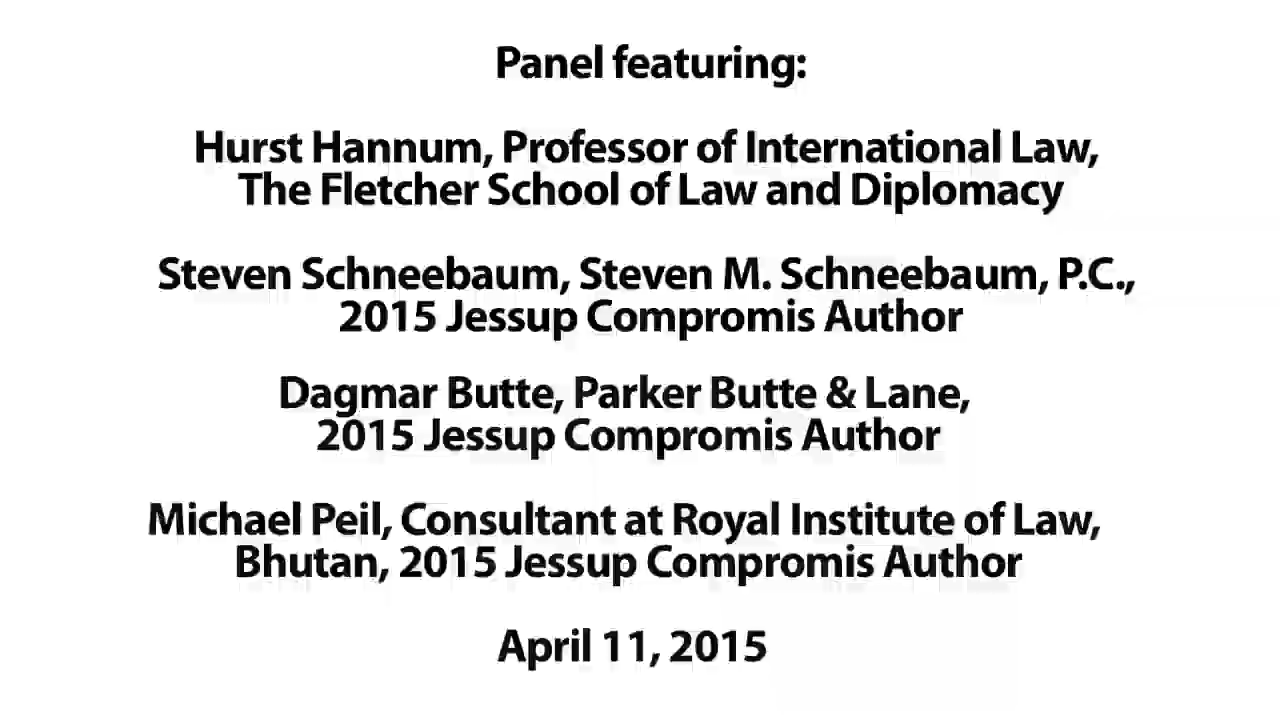 Panel featuring:
Hurst Hannum, Professor of International Law,
The Fletcher School of Law and Diplomacy
Steven Schneebaum, Steven M. Schneebaum, P.C.,
2015 Jessup Compromis Author
Dagmar Butte, Parker Butte & Lane,
2015 Jessup Compromis Author
Michael Peil, Consultant at Royal Institute of Law,
Bhutan, 2015 Jessup Compromis Author
April 11, 2015